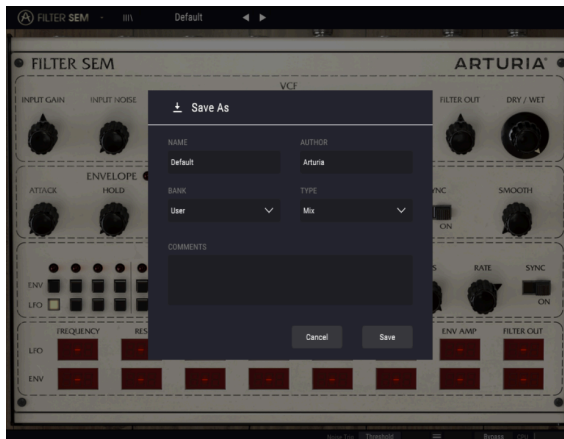 FILTER SEM
Default
FILTER SEM
ARTURIA
VCF
INPUT GAIN
INPUT NOISE
FILTER OUT
DRY / WET
Save As
NAME
AUTHOR
Default
Arturia
BANK
TYPE
User
Mix
COMMENTS
Cancel
Save
ENVELOPE
ATTACK
HOLD
SMOOTH
ON
ENV
LFO
RATE
SYNC
ON
FREQUENCY
ENV AMP
FILTER OUT
LFO
ENV
Threshold
Bypass
CPU